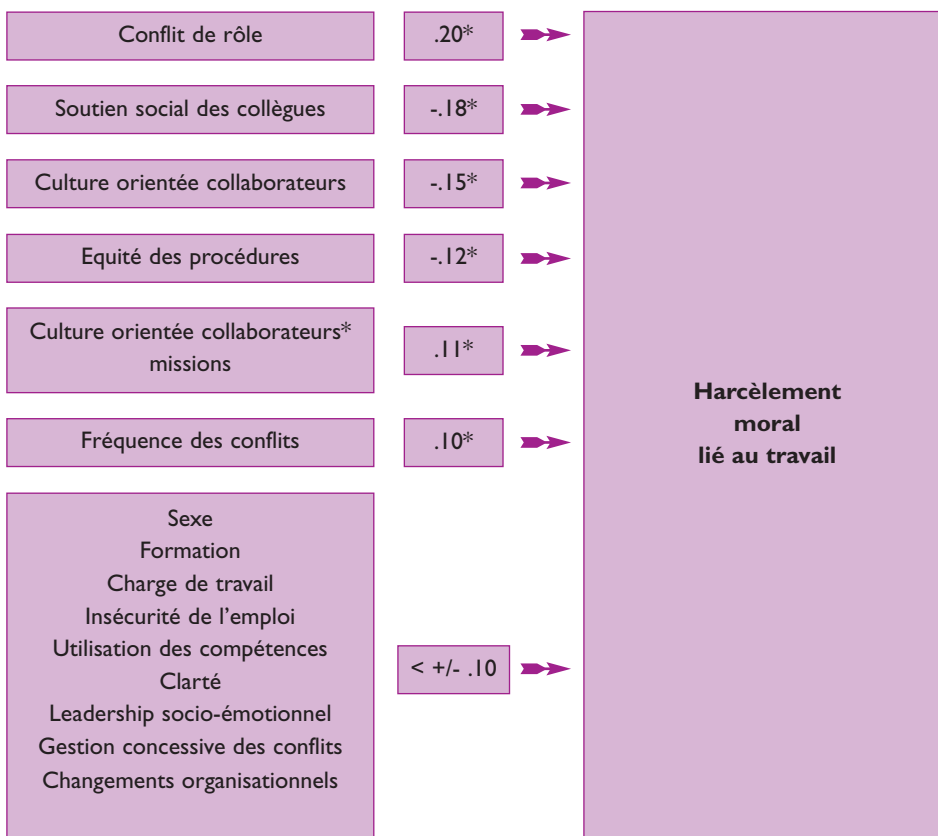 Conflit de rôle
.20*
Soutien social des collègues
-.18*
Culture orientée collaborateurs
-.15*
Equité des procédures
-.12*
Culture orientée collaborateurs*
missions
.11*
Fréquence des conflits
.10*
Sexe
Formation
Charge de travail
Insécurité de l'emploi
Utilisation des compétences
Clarté
Leadership socio-émotionnel
Gestion concessive des conflits
Changements organisationnels
< +/- .10
Harcèlement
moral
lié au travail